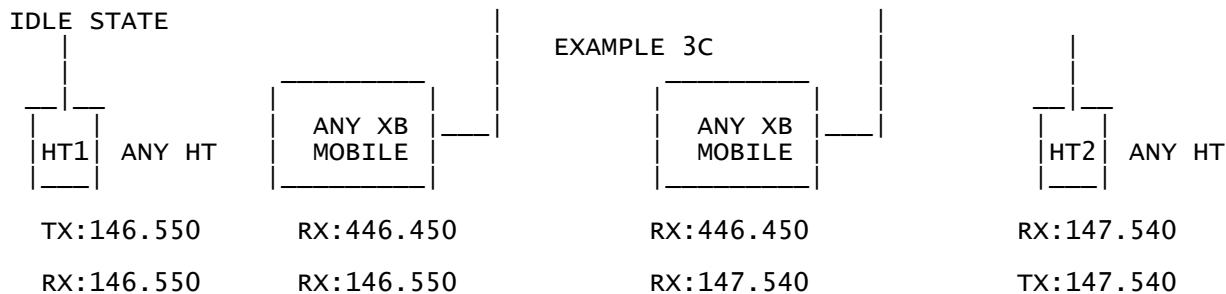 IDLE STATE
EXAMPLE 3C
ANY XB ANY XB
HT1 ANY HT MOBILE MOBILE HT2 ANY HT
TX:146.550 RX:446.450 RX:446.450 RX:147.540
RX:146.550 RX:146.550 RX:147.540 TX:147.540